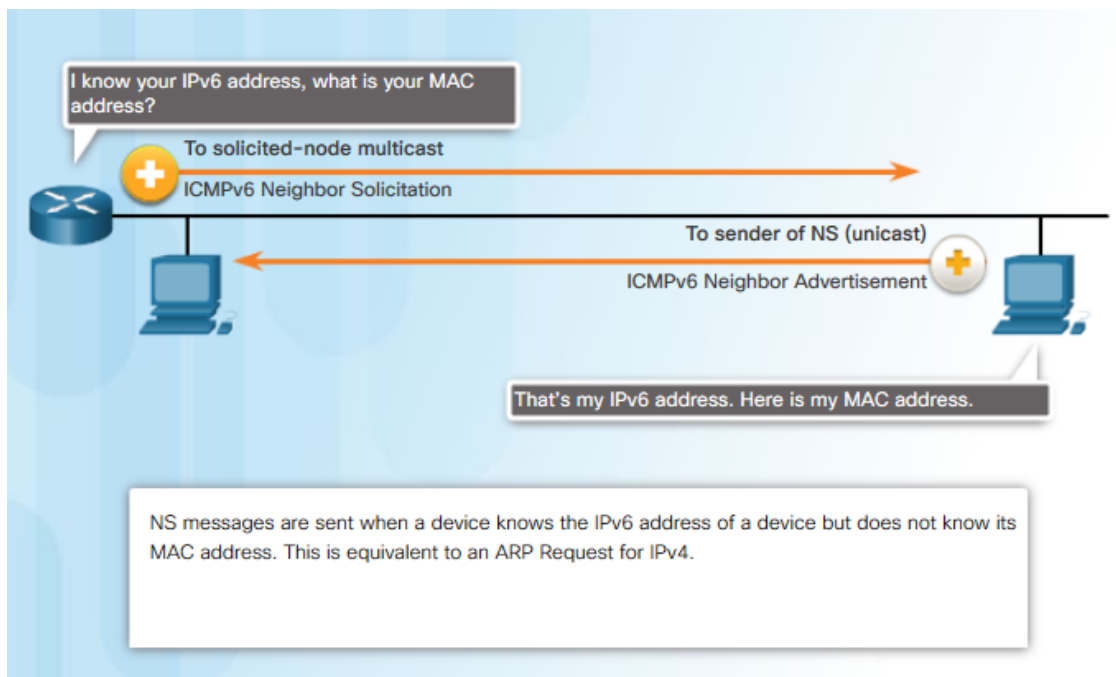 I know your IPv6 address, what is your MAC
address?
To solicited-node multicast
ICMPv6 Neighbor Solicitation
To sender of NS (unicast)
ICMPv6 Neighbor Advertisement
That's my IPv6 address. Here is my MAC address.
NS messages are sent when a device knows the IPv6 address of a device but does not know its
MAC address. This is equivalent to an ARP Request for IPv4.